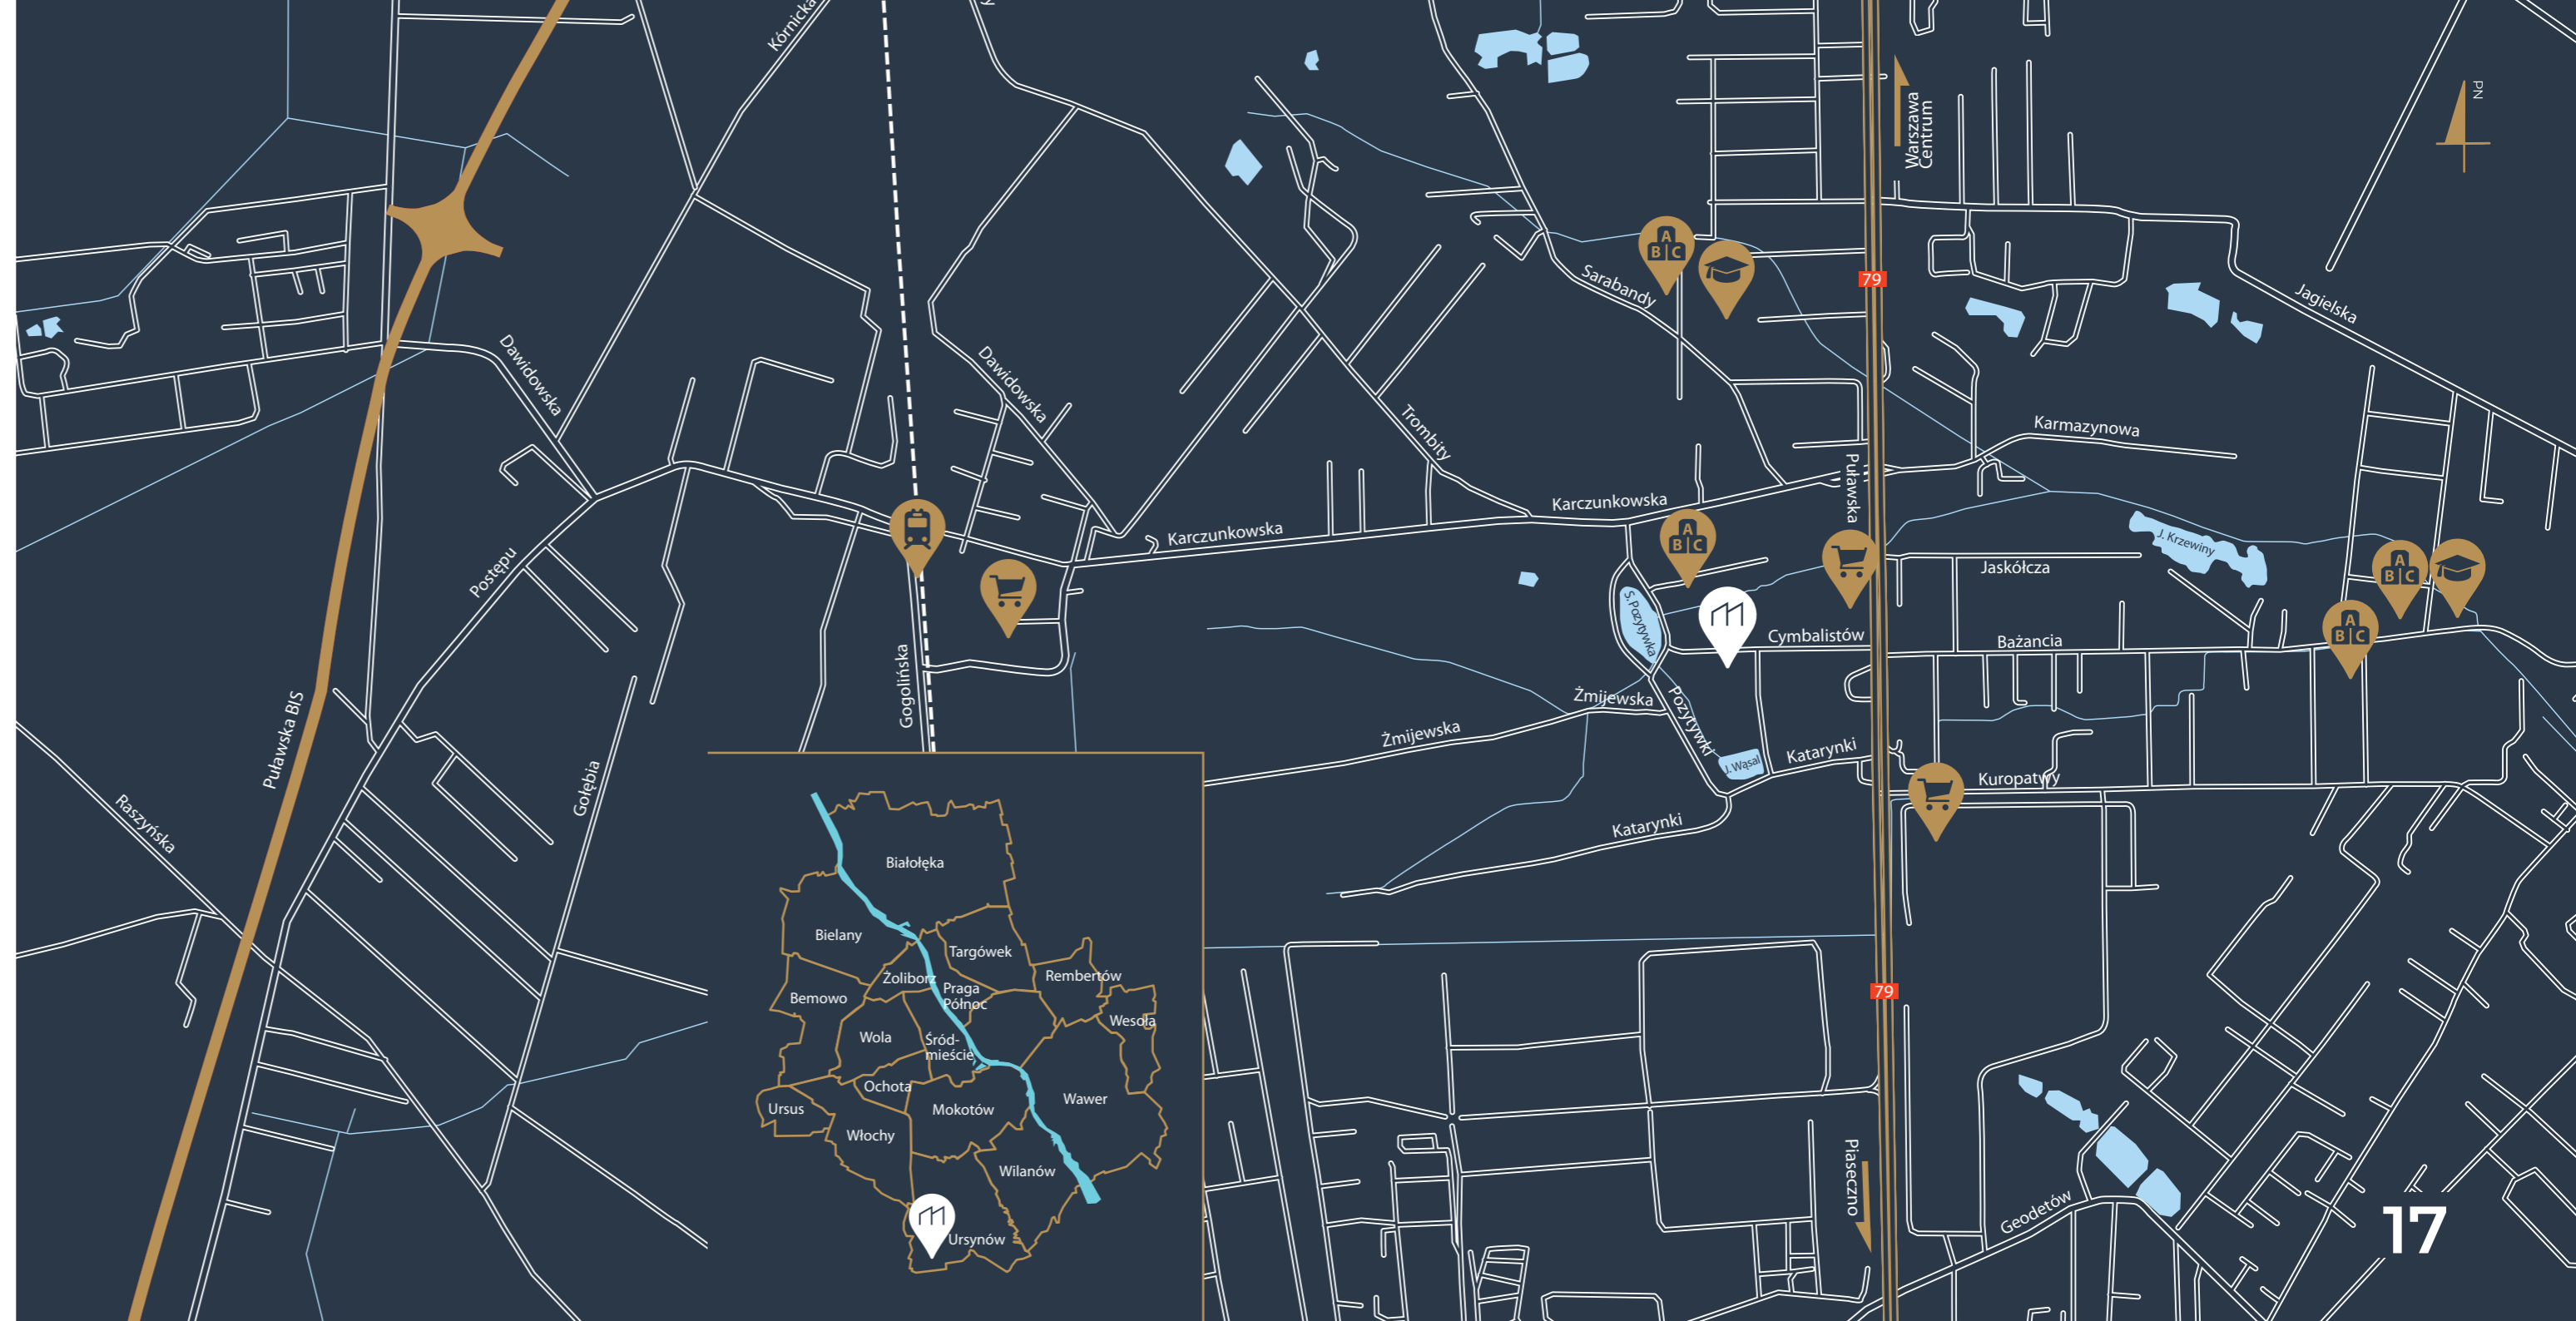 Kórnicka
PN
Warszawa
Centrum
A
B|C
Sarabandy
79
Jagielska
Dawidowska
Dawidowska
Trombity
Karmazynowa
Puławska
Karczunkowska
Karczunkowska
A
B|C
J. Krzewiny
Jaskółcza
A
B|C
A
B|C
Postępu
S. Pozytywka
Cymbalistów
Bażancia
Gogolińska
Żmijewska
Żmijewska
Pozytywki
Puławska BIS
Katarynki
J. Wąsal
Kuropatwy
Gołębia
Raszyńska
Katarynki
Białołęka
Bielany
Targówek
Żoliborz
Rembertów
Praga
Północ
Bemowo
Wesoła
Wola
Śród-
mieście
Ochota
Ursus
Mokotów
Wawer
Włochy
Wilanów
Ursynów
79
Piaseczno
Geodetów
17